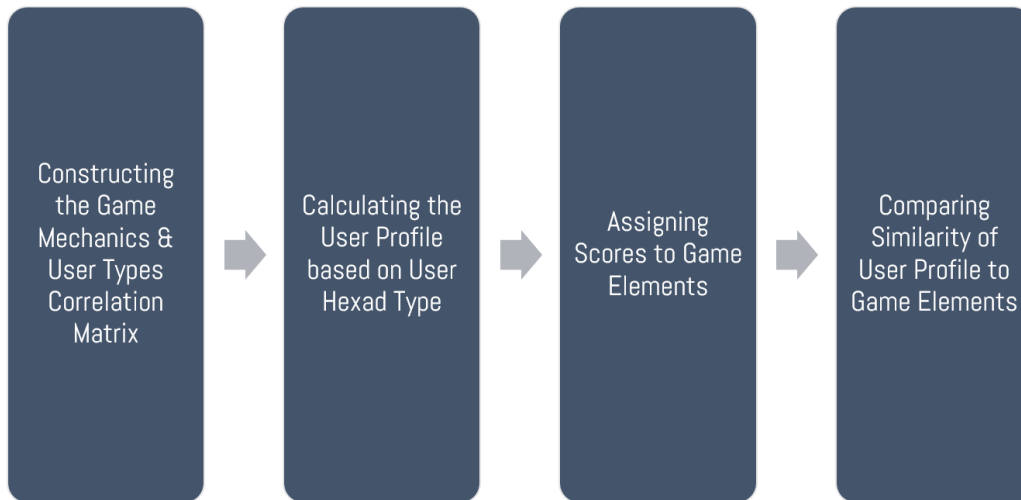 Constructing
the Game
Mechanics &
User Types
Correlation
Matrix
Calculating the
User Profile
based on User
Hexad Type
Assigning
Scores to Game
Elements
Comparing
Similarity of
User Profile to
Game Elements